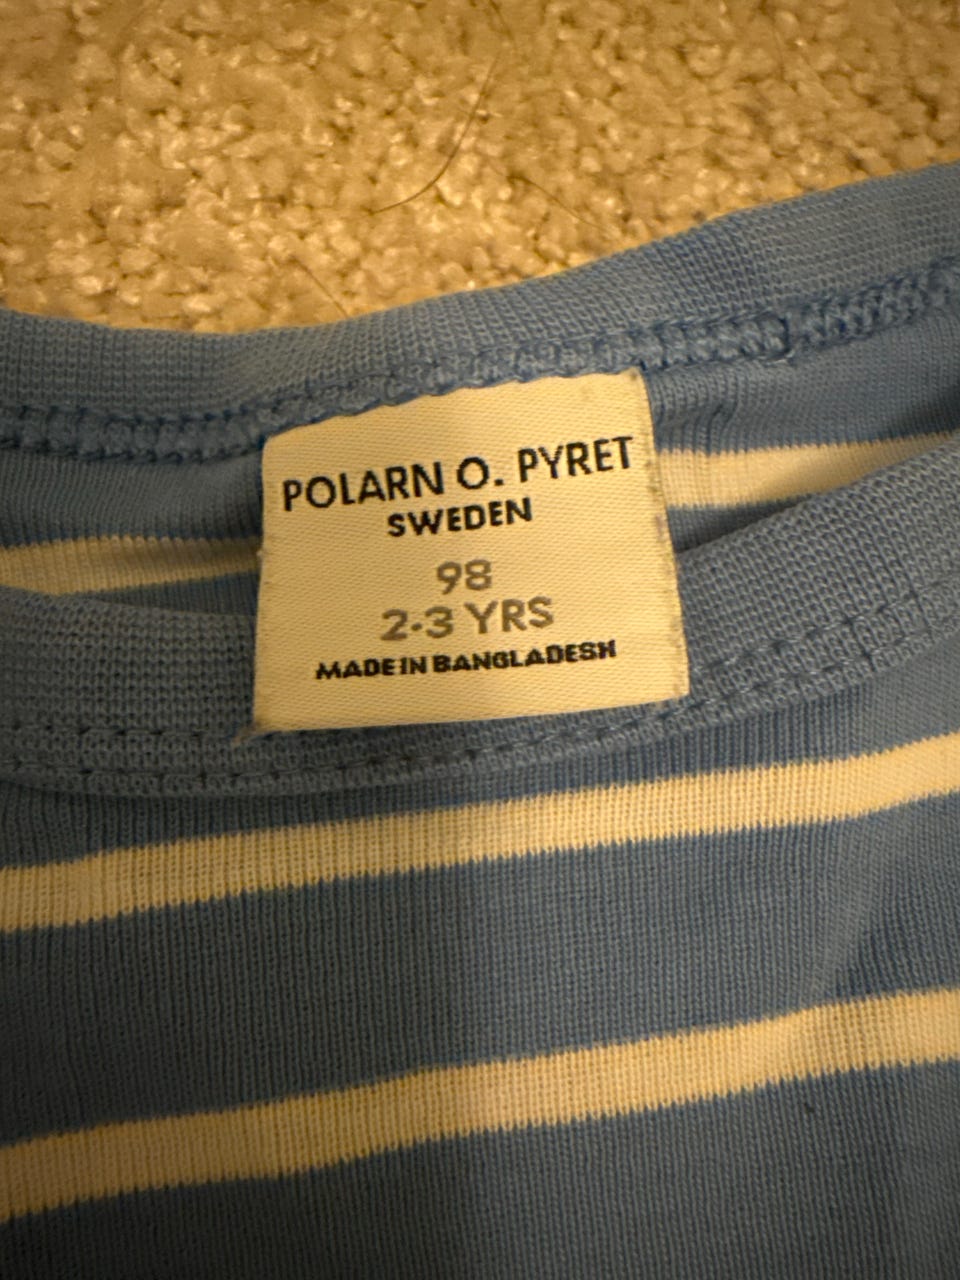 POLARN O. PYRET
SWEDEN
98
2-3 YRS
MADE IN BANGLADESH